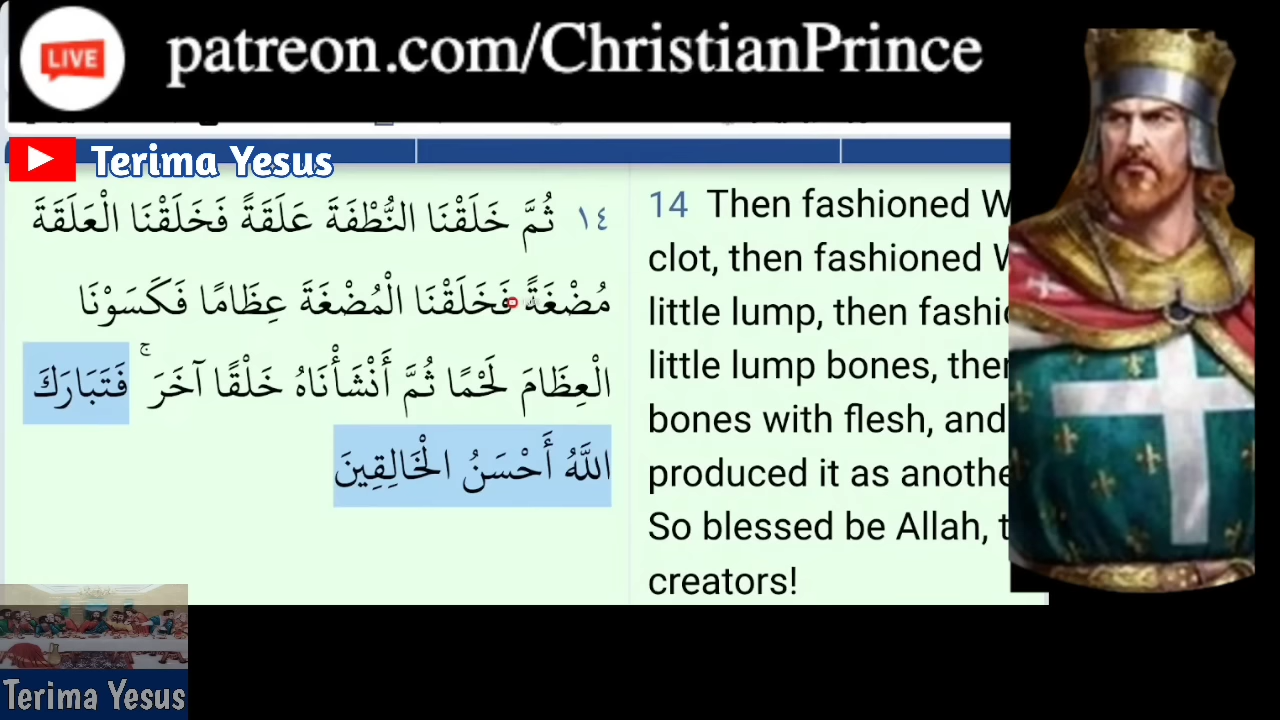 LIVE
patreon.com/ChristianPrince
Terima Yesus
١٤ ثُمَّ خَلَقْنَا النُّطْفَةَ عَلَقَةً فَخَلَقْنَا الْعَلَقَةَ
مُضْغَةً فَخَلَقْنَا الْمُضْغَةَ عِظَامًا فَكَسَوْنَا
الْعِظَامَ لَحْمًا ثُمَّ أَنْشَأْنَاهُ خَلْقًا آخَرَ ۚ فَتَبَارَكَ
اللَّهُ أَحْسَنُ الْخَالِقِينَ
14 Then fashioned W
clot, then fashioned
little lump, then fashio
little lump bones, then
bones with flesh, and
produced it as anothe
So blessed be Allah, t
creators!
Terima Yesus